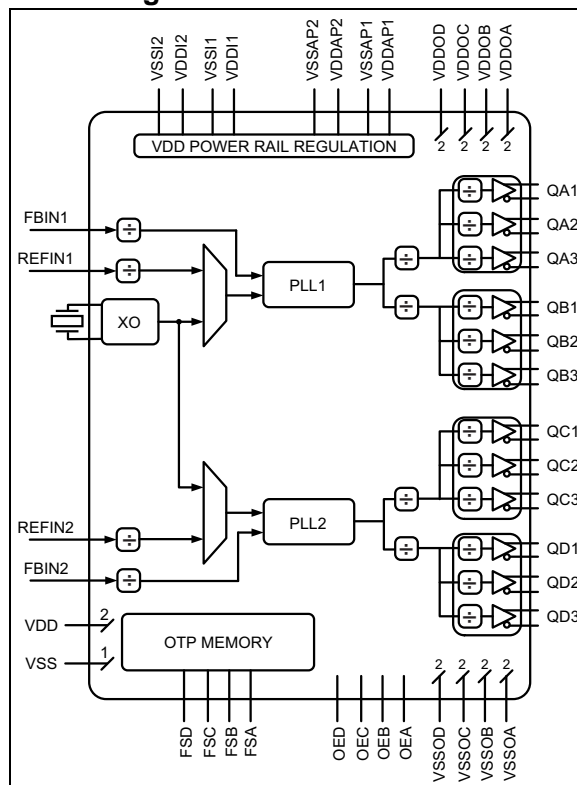 VSSI2
VDDI2
VSSI1
VDDI1
VSSAP2
VDDAP2
VSSAP1
VDDAP1
VDDOD
VDDOC
VDDOB
VDDOA
2 2 2 2
VDD POWER RAIL REGULATION
FBIN1
÷
REFIN1
÷
XO
PLL1
÷
÷
÷
÷
÷
QA1
QA2
QA3
÷
÷
÷
QB1
QB2
QB3
REFIN2
÷
FBIN2
÷
PLL2
÷
÷
÷
÷
÷
QC1
QC2
QC3
÷
÷
÷
QD1
QD2
QD3
VDD
2
VSS
1
OTP MEMORY
2 2 2 2
FSD
FSC
FSB
FSA
OED
OEC
OEB
OEA
VSSOD
VSSOC
VSSOB
VSSOA